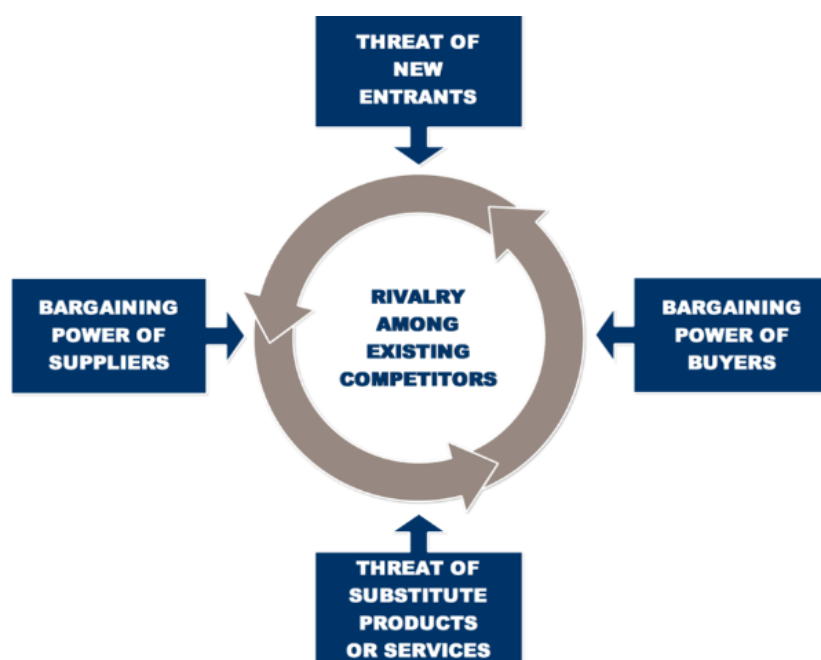 THREAT OF
NEW
ENTRANTS
BARGAINING
POWER OF
SUPPLIERS
RIVALRY
AMONG
EXISTING
COMPETITORS
BARGAINING
POWER OF
BUYERS
THREAT OF
SUBSTITUTE
PRODUCTS
OR SERVICES